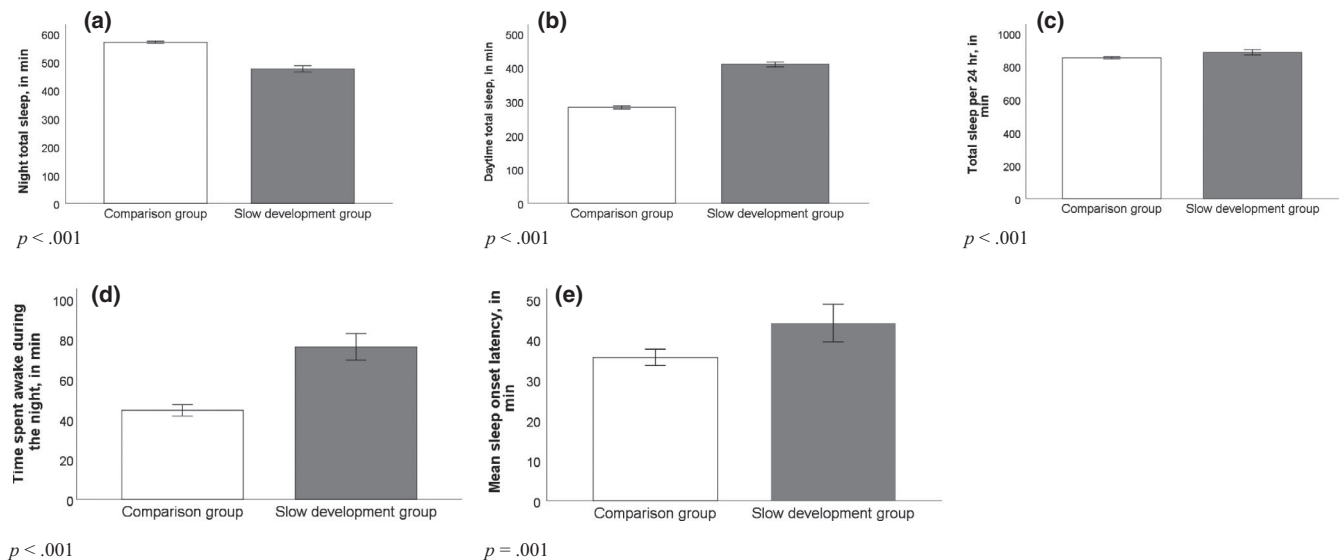 (a)
Night total sleep, in min
600
500
400
300
200
100
0
Comparison group
Slow development group
p < .001
(b)
Daytime total sleep, in min
500
400
300
200
100
0
Comparison group
Slow development group
p < .001
(c)
Total sleep per 24 hr, in
min
1000
800
600
400
200
0
Comparison group
Slow development group
p < .001
(d)
Time spent awake during
the night, in min
100
80
60
40
20
0
Comparison group
Slow development group
p < .001
(e)
Mean sleep onset latency, in
min
50
40
30
20
10
0
Comparison group
Slow development group
p = .001